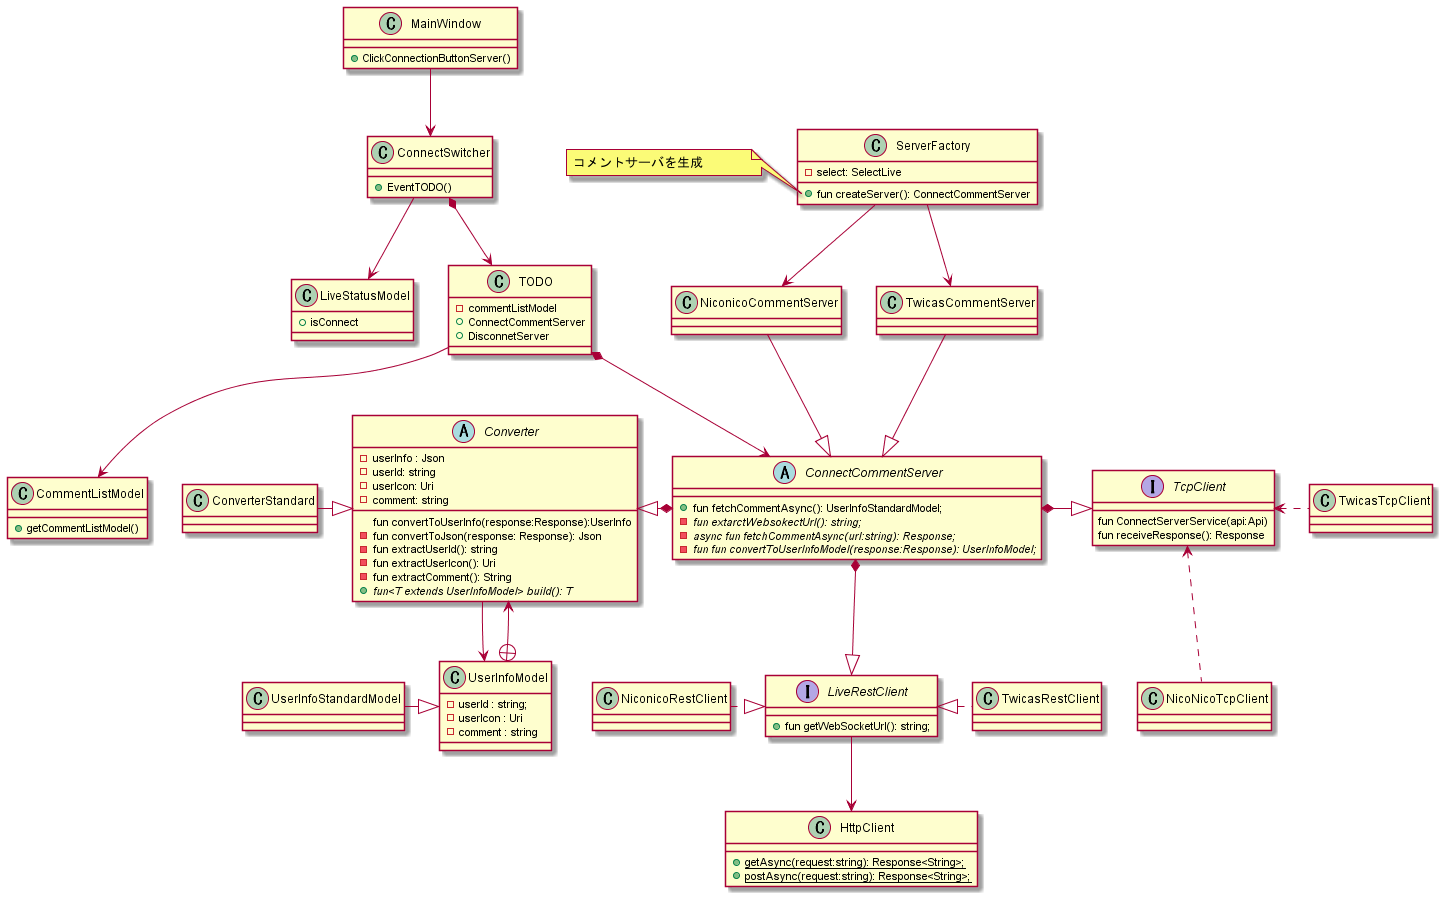 C MainWindow
ClickConnectionButtonServer()
C ConnectSwitcher
EventTODO()
コメントサーバを生成
C ServerFactory
select: SelectLive
fun createServer(): ConnectCommentServer
C LiveStatusModel
isConnect
C TODO
commentListModel
ConnectCommentServer
DisconnetServer
C NiconicoCommentServer
C TwicasCommentServer
C CommentListModel
getCommentListModel()
C ConverterStandard
A Converter
userInfo : Json
userId: string
userIcon: Uri
comment: string
fun convertToUserInfo(response:Response):UserInfo
fun convertToJson(response: Response): Json
fun extractUserId(): string
fun extractUserIcon(): Uri
fun extractComment(): String
fun<T extends UserInfoModel> build(): T
A ConnectCommentServer
fun fetchCommentAsync(): UserInfoStandardModel;
fun extarctWebsokectUrl(): string;
async fun fetchCommentAsync(url:string): Response;
fun fun convertToUserInfoModel(response:Response): UserInfoModel;
I TcpClient
fun ConnectServerService(api:Api)
fun receiveResponse(): Response
C TwicasTcpClient
C UserInfoStandardModel
C UserInfoModel
userId : string;
userIcon : Uri
comment : string
C NiconicoRestClient
I LiveRestClient
fun getWebSocketUrl(): string;
C TwicasRestClient
C NicoNicoTcpClient
C HttpClient
getAsync(request:string): Response<String>;
postAsync(request:string): Response<String>;